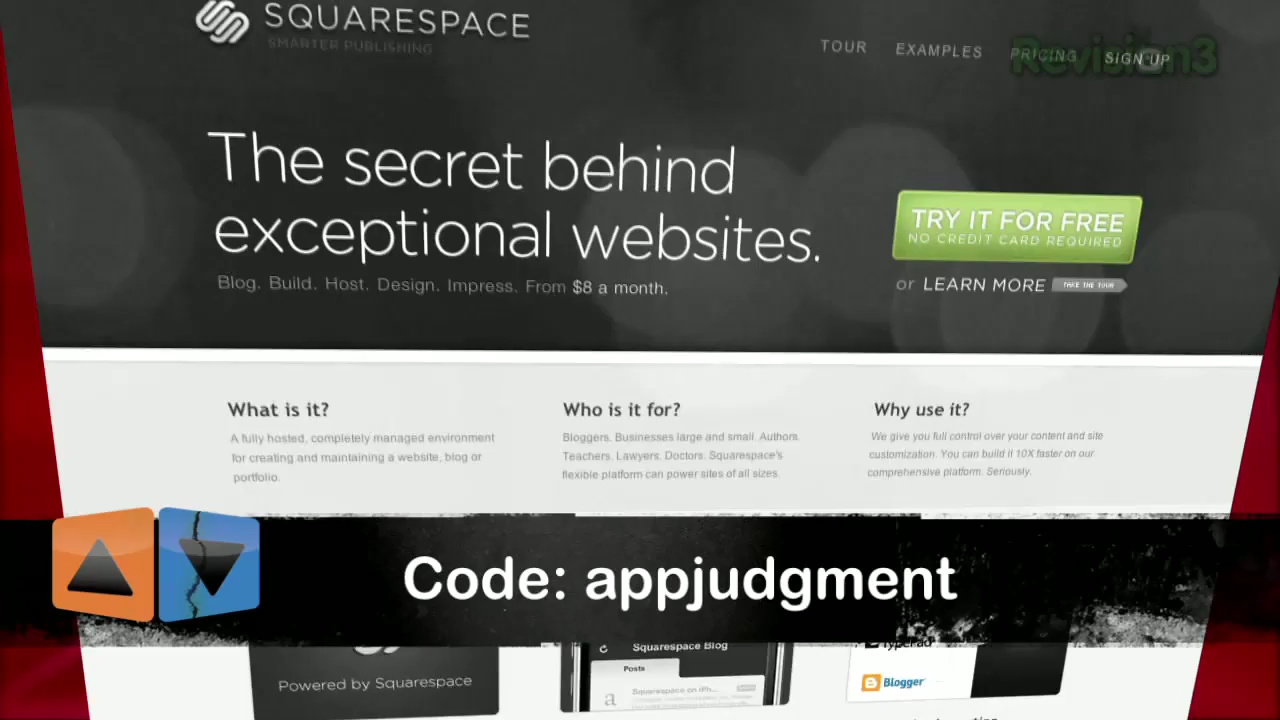 SQUARESPACE
SMARTER PUBLISHING
TOUR EXAMPLES PRICING SIGN UP
Revision3
The secret behind
exceptional websites.
Blog. Build. Host. Design. Impress. From $8 a month.
TRY IT FOR FREE
NO CREDIT CARD REQUIRED
or LEARN MORE TAKE THE TOUR
What is it?
A fully hosted, completely managed environment
for creating and maintaining a website, blog or
portfolio.
Who is it for?
Bloggers. Businesses large and small. Authors.
Teachers. Lawyers. Doctors. Squarespace's
flexible platform can power sites of all sizes.
Why use it?
We give you full control over your content and site
customization. You can build it 10X faster on our
comprehensive platform. Seriously.
Code: appjudgment
Powered by Squarespace
Squarespace Blog
Posts
a
Squarespace on
TypePad
Blogger